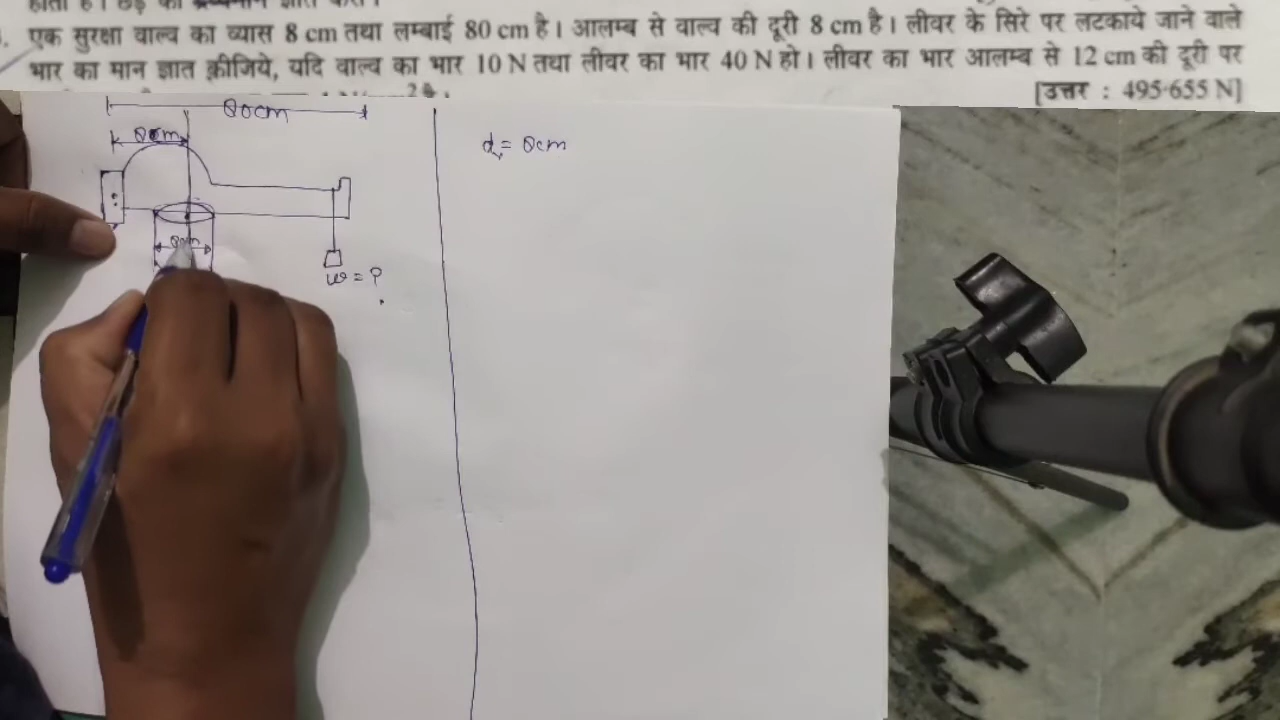 एक सुरक्षा वाल्व का व्यास 8 cm तथा लम्बाई 80 cm है। आलम्ब से वाल्व की दूरी 8 cm है। लीवर के सिरे पर लटकाये जाने वाले
भार का मान ज्ञात कीजिये, यदि वाल्व का भार 10 N तथा लीवर का भार 40 N हो। लीवर का भार आलम्ब से 12 cm की दूरी पर
[उत्तर : 495·655 N]
80cm
8cm
dv = 8cm
8cm
w = ?